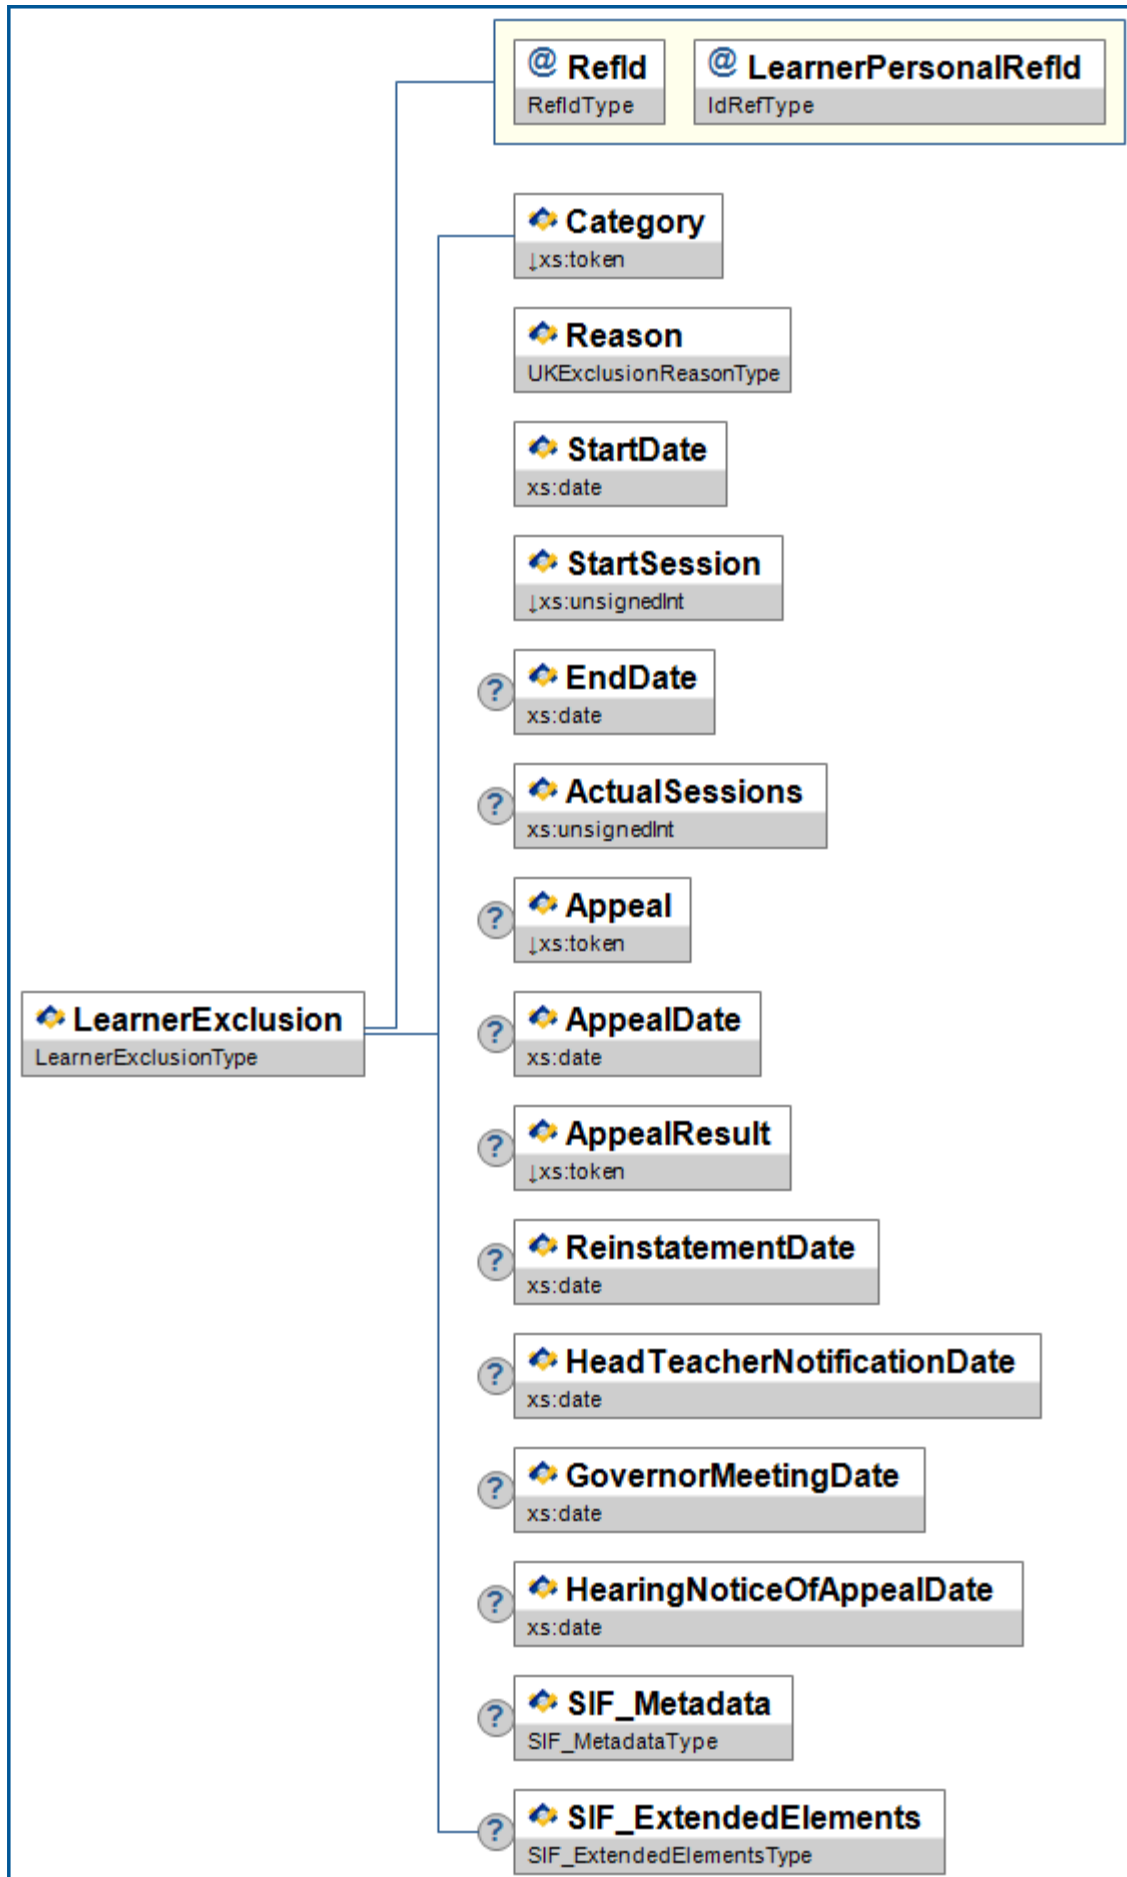 @ RefId
RefIdType
@ LearnerPersonalRefId
IdRefType
Category
↓xs:token
Reason
UKExclusionReasonType
StartDate
xs:date
StartSession
↓xs:unsignedInt
? EndDate
xs:date
? ActualSessions
xs:unsignedInt
? Appeal
↓xs:token
LearnerExclusion
LearnerExclusionType
? AppealDate
xs:date
? AppealResult
↓xs:token
? ReinstatementDate
xs:date
? HeadTeacherNotificationDate
xs:date
? GovernorMeetingDate
xs:date
? HearingNoticeOfAppealDate
xs:date
? SIF_Metadata
SIF_MetadataType
? SIF_ExtendedElements
SIF_ExtendedElementsType